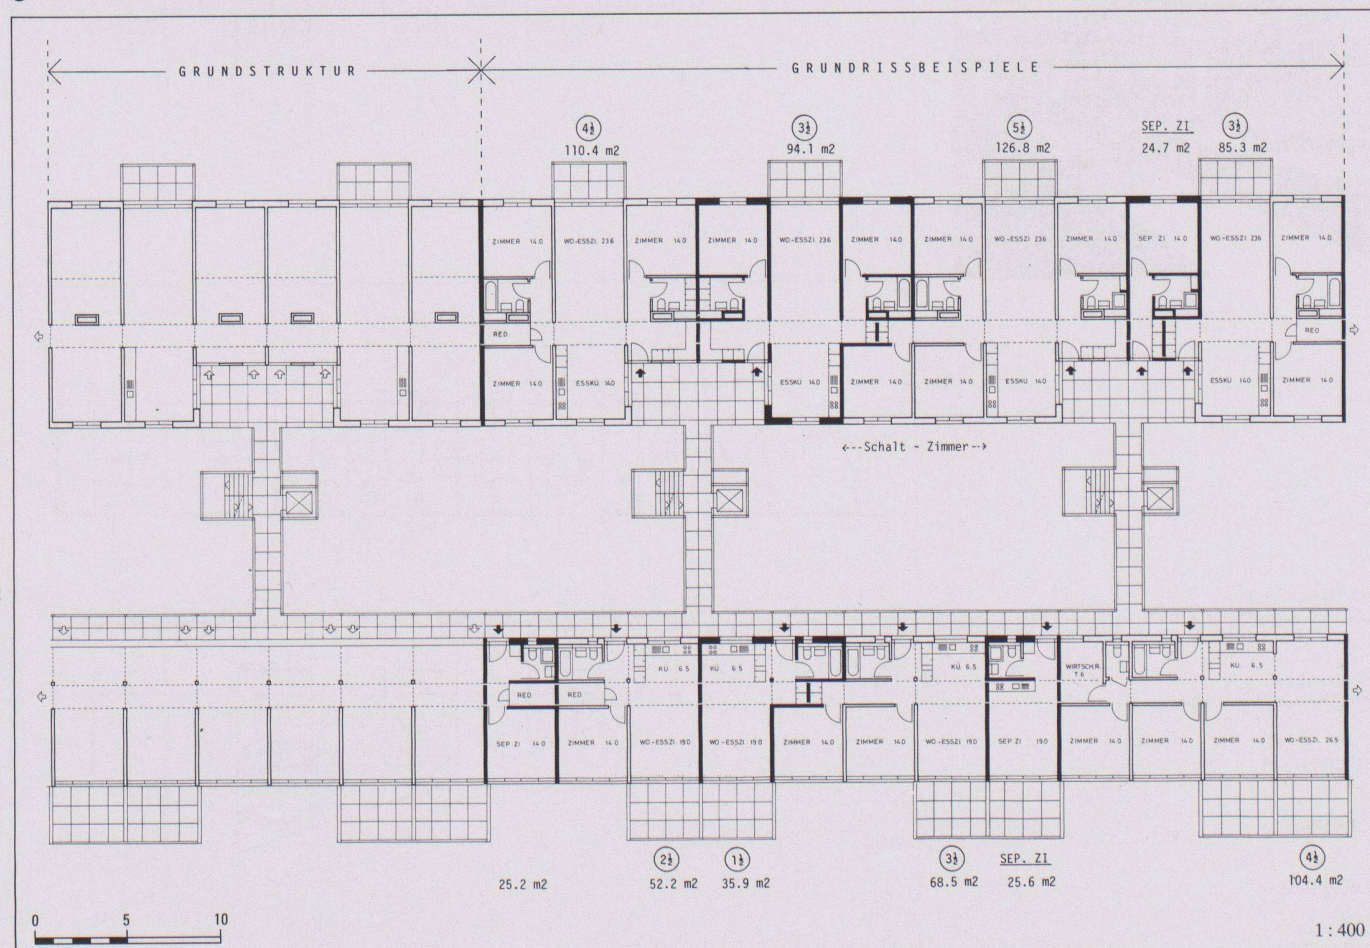 GRUNDSTRUKTUR GRUNDRISSBEISPIELE
4½ 3½ 5½ SEP. ZI 3½
110.4 m2 94.1 m2 126.8 m2 24.7 m2 85.3 m2
ZIMMER 14.0 WO-ESSZI. 23.6 ZIMMER 14.0 ZIMMER 14.0 WO-ESSZI. 23.6 ZIMMER 14.0 ZIMMER 14.0 WO-ESSZI. 23.6 ZIMMER 14.0 SEP. ZI 14.0 WO-ESSZI. 23.6 ZIMMER 14.0
RED. RED
ZIMMER 14.0 ESSKÜ. 14.0 ESSKÜ. 14.0 ZIMMER 14.0 ZIMMER 14.0 ESSKÜ. 14.0 ESSKÜ. 14.0 ZIMMER 14.0
<---Schalt - Zimmer-->
KÜ. 6.5 KÜ. 6.5 KÜ. 6.5 WIRTSCH.R. 7.6 KÜ. 6.5
RED. RED.
SEP. ZI 14.0 ZIMMER 14.0 WO-ESSZI. 19.0 WO-ESSZI. 19.0 ZIMMER 14.0 ZIMMER 14.0 WO-ESSZI. 19.0 SEP. ZI 19.0 ZIMMER 14.0 ZIMMER 14.0 ZIMMER 14.0 WO-ESSZI. 26.5
2½ 1½ 3½ SEP. ZI 4½
25.2 m2 52.2 m2 35.9 m2 68.5 m2 25.6 m2 104.4 m2
0 5 10
1 : 400